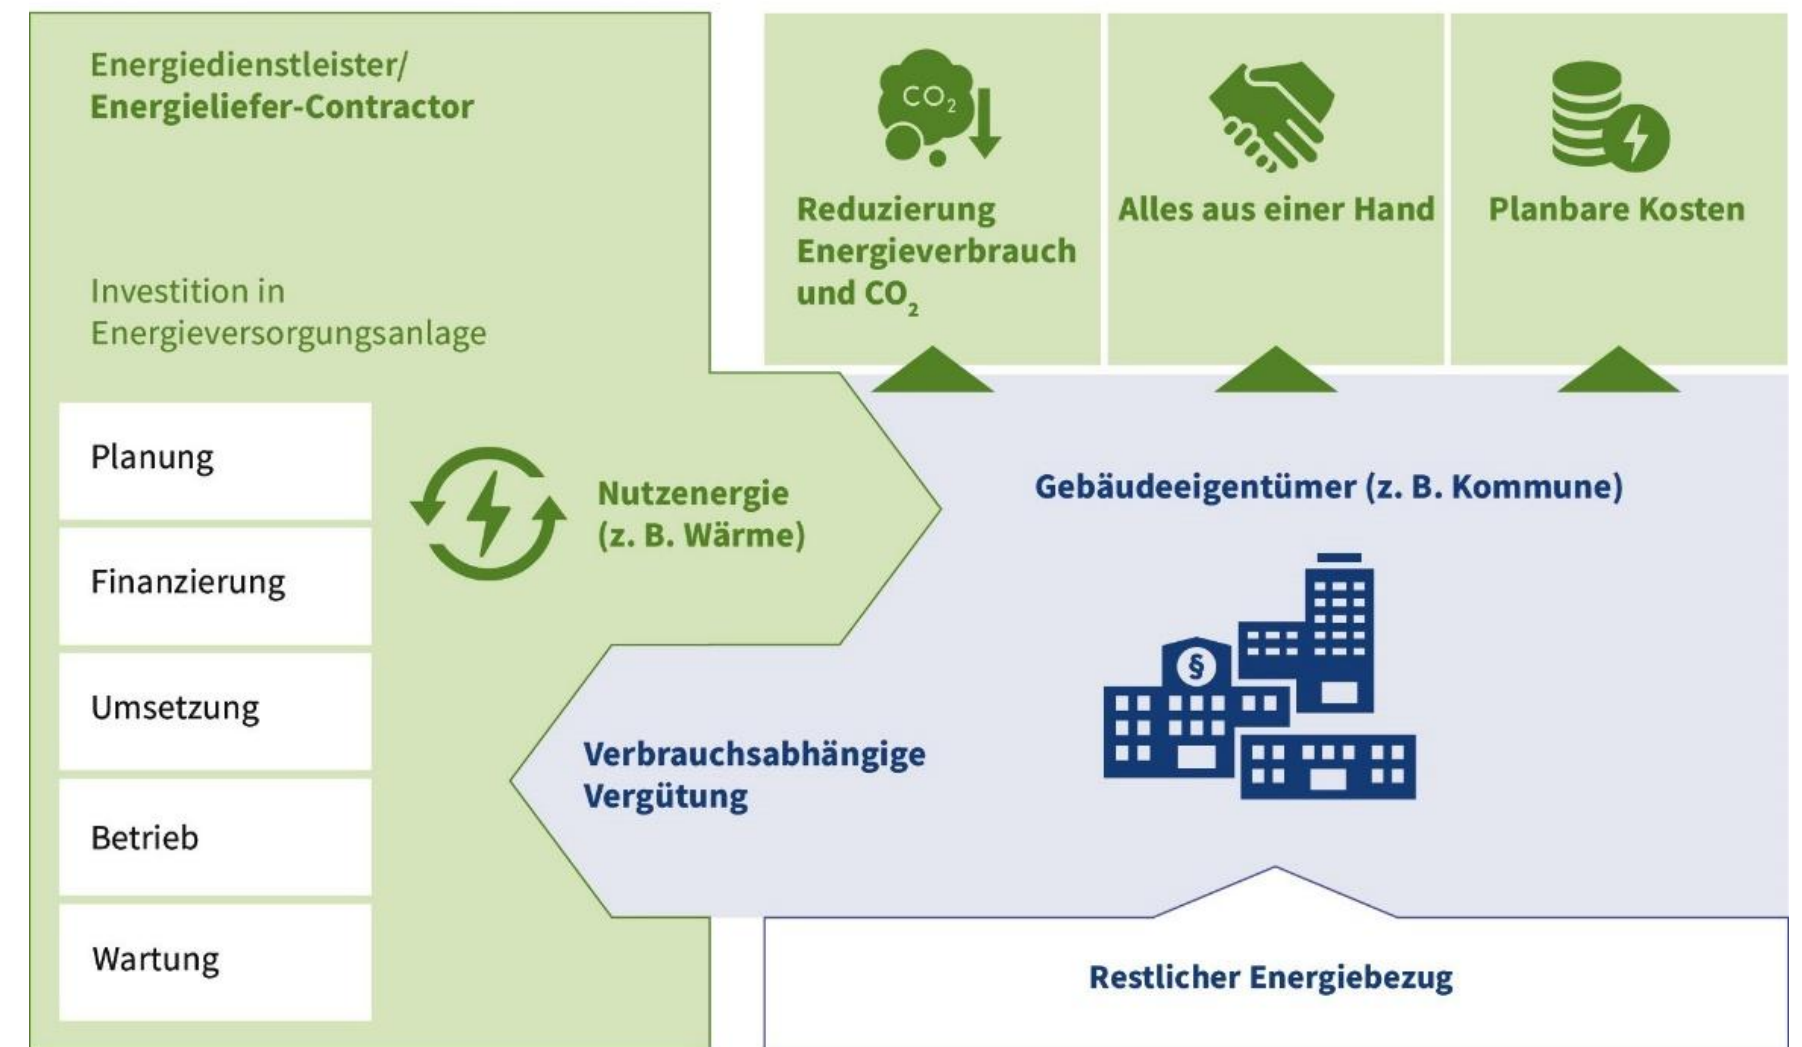 Energiedienstleister/
Energieliefer-Contractor
Investition in
Energieversorgungsanlage
Planung
Finanzierung
Umsetzung
Betrieb
Wartung
Nutzenergie
(z. B. Wärme)
Verbrauchsabhängige
Vergütung
CO₂
Reduzierung
Energieverbrauch
und CO₂
Alles aus einer Hand
Planbare Kosten
Gebäudeeigentümer (z. B. Kommune)
§
Restlicher Energiebezug